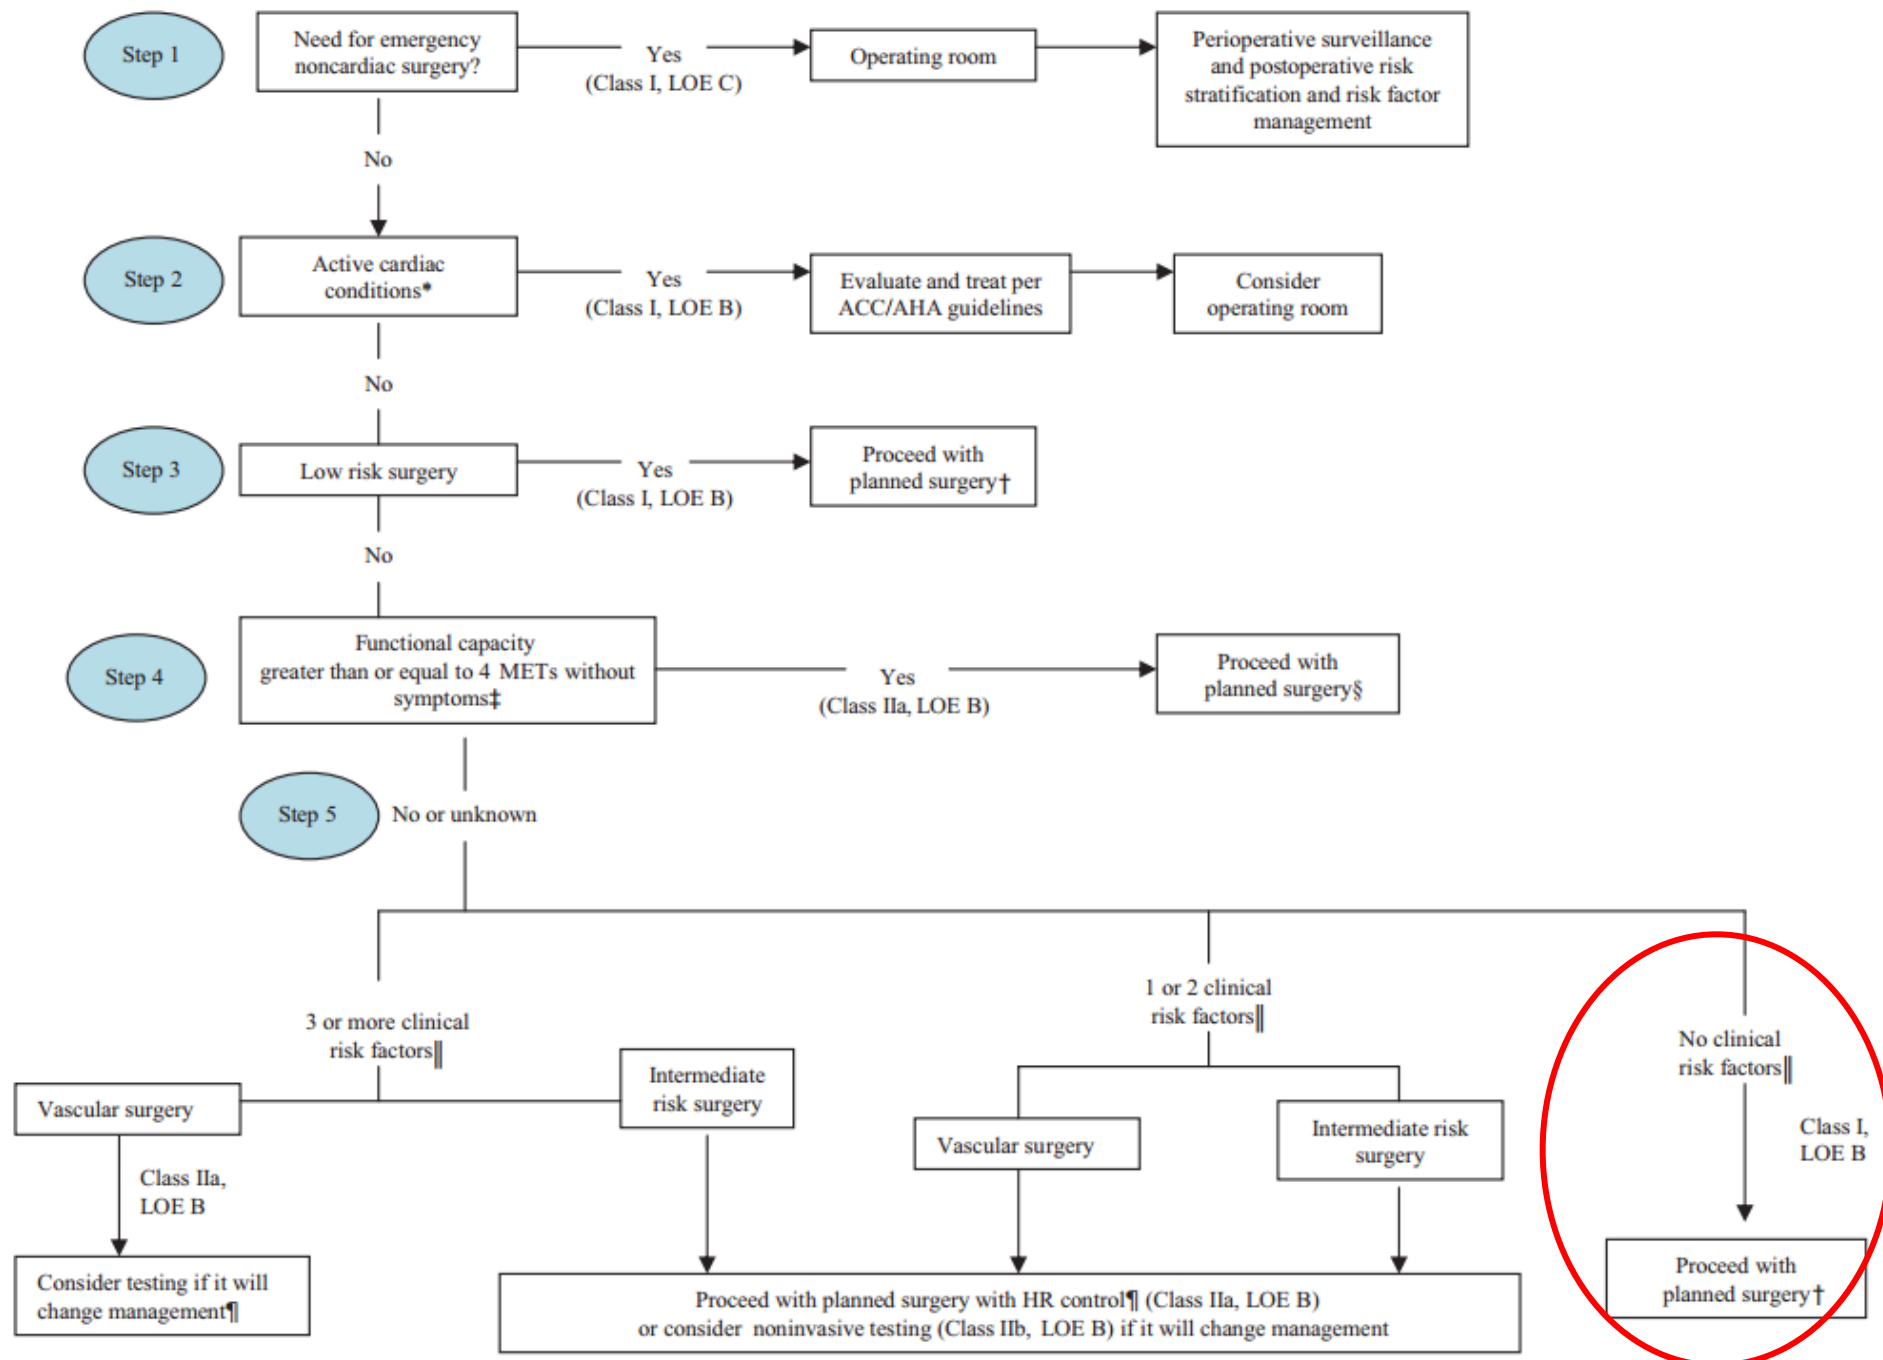 Step 1
Need for emergency
noncardiac surgery?
Yes
(Class I, LOE C)
Operating room
Perioperative surveillance
and postoperative risk
stratification and risk factor
management
No
Step 2
Active cardiac
conditions*
Yes
(Class I, LOE B)
Evaluate and treat per
ACC/AHA guidelines
Consider
operating room
No
Step 3
Low risk surgery
Yes
(Class I, LOE B)
Proceed with
planned surgery†
No
Step 4
Functional capacity
greater than or equal to 4 METs without
symptoms‡
Yes
(Class IIa, LOE B)
Proceed with
planned surgery§
Step 5
No or unknown
3 or more clinical
risk factors‖
Vascular surgery
Class IIa,
LOE B
Consider testing if it will
change management¶
Intermediate
risk surgery
1 or 2 clinical
risk factors‖
Vascular surgery
Intermediate risk
surgery
Proceed with planned surgery with HR control¶ (Class IIa, LOE B)
or consider noninvasive testing (Class IIb, LOE B) if it will change management
No clinical
risk factors‖
Class I,
LOE B
Proceed with
planned surgery†